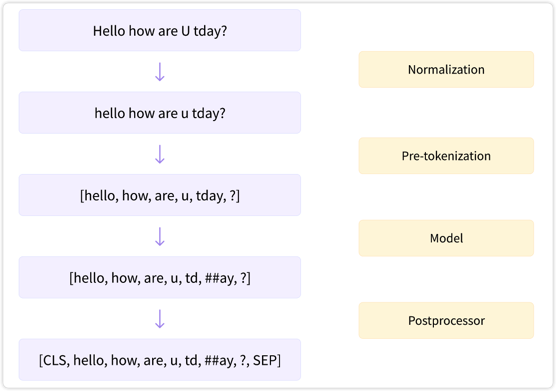 Hello how are U tday?
Normalization
hello how are u tday?
Pre-tokenization
[hello, how, are, u, tday, ?]
Model
[hello, how, are, u, td, ##ay, ?]
Postprocessor
[CLS, hello, how, are, u, td, ##ay, ?, SEP]